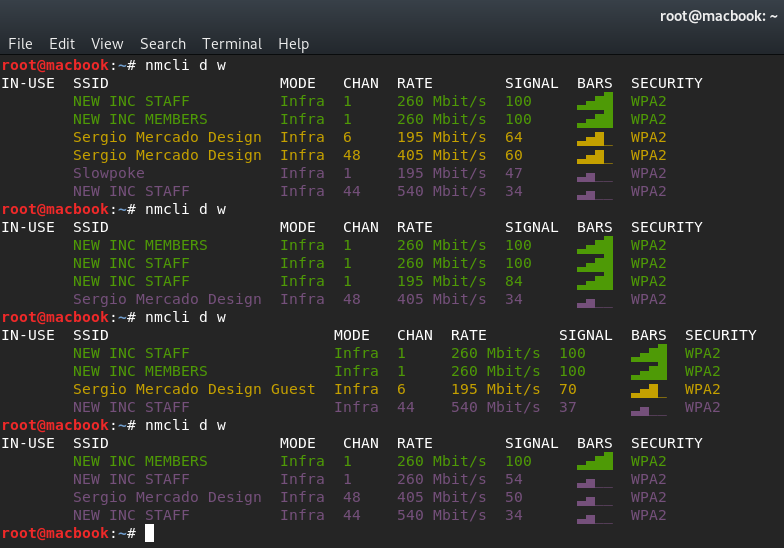 root@macbook: ~
File Edit View Search Terminal Help
root@macbook:~# nmcli d w
IN-USE SSID MODE CHAN RATE SIGNAL BARS SECURITY
NEW INC STAFF Infra 1 260 Mbit/s 100 ▂▄▆█ WPA2
NEW INC MEMBERS Infra 1 260 Mbit/s 100 ▂▄▆█ WPA2
Sergio Mercado Design Infra 6 195 Mbit/s 64 ▂▄▆_ WPA2
Sergio Mercado Design Infra 48 405 Mbit/s 60 ▂▄▆_ WPA2
Slowpoke Infra 1 195 Mbit/s 47 ▂▄__ WPA2
NEW INC STAFF Infra 44 540 Mbit/s 34 ▂▄__ WPA2
root@macbook:~# nmcli d w
IN-USE SSID MODE CHAN RATE SIGNAL BARS SECURITY
NEW INC MEMBERS Infra 1 260 Mbit/s 100 ▂▄▆█ WPA2
NEW INC STAFF Infra 1 260 Mbit/s 100 ▂▄▆█ WPA2
NEW INC STAFF Infra 1 195 Mbit/s 84 ▂▄▆█ WPA2
Sergio Mercado Design Infra 48 405 Mbit/s 34 ▂▄__ WPA2
root@macbook:~# nmcli d w
IN-USE SSID MODE CHAN RATE SIGNAL BARS SECURITY
NEW INC STAFF Infra 1 260 Mbit/s 100 ▂▄▆█ WPA2
NEW INC MEMBERS Infra 1 260 Mbit/s 100 ▂▄▆█ WPA2
Sergio Mercado Design Guest Infra 6 195 Mbit/s 70 ▂▄▆_ WPA2
NEW INC STAFF Infra 44 540 Mbit/s 37 ▂▄__ WPA2
root@macbook:~# nmcli d w
IN-USE SSID MODE CHAN RATE SIGNAL BARS SECURITY
NEW INC MEMBERS Infra 1 260 Mbit/s 100 ▂▄▆█ WPA2
NEW INC STAFF Infra 1 260 Mbit/s 54 ▂▄__ WPA2
Sergio Mercado Design Infra 48 405 Mbit/s 50 ▂▄__ WPA2
NEW INC STAFF Infra 44 540 Mbit/s 34 ▂▄__ WPA2
root@macbook:~#